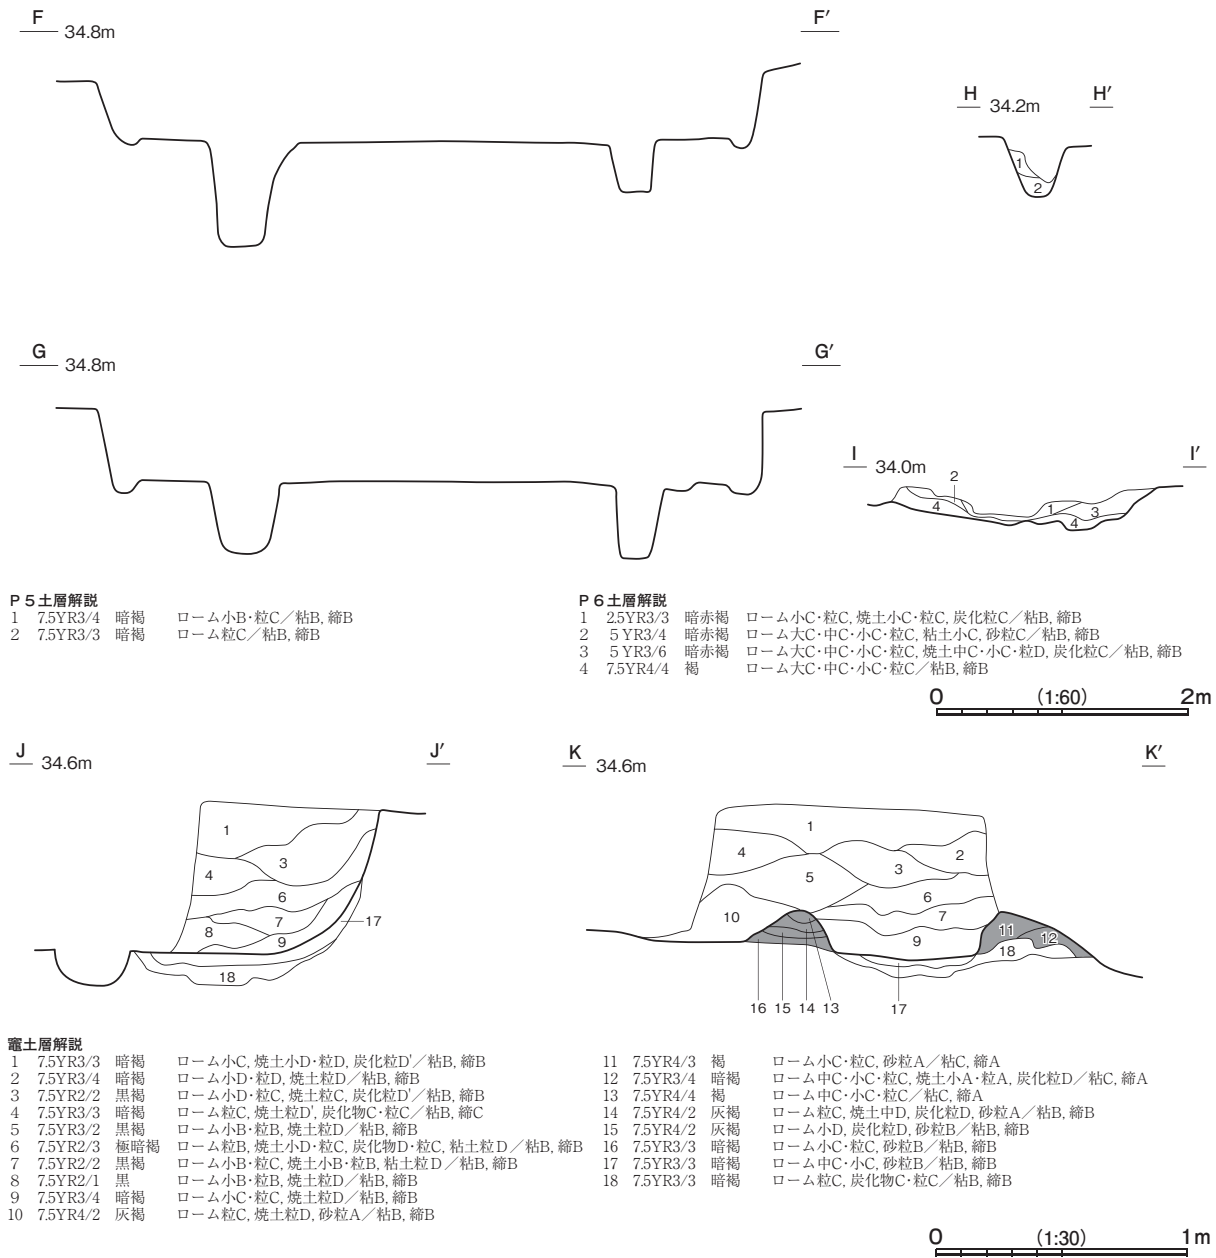 F F′
34.8m
H H′
34.2m
1
2
G G′
34.8m
I I′
34.0m
2
4 1 3
4
P5土層解説
1 7.5YR3/4 暗褐 ローム小B・粒C／粘B, 締B
2 7.5YR3/3 暗褐 ローム粒C／粘B, 締B
P6土層解説
1 2.5YR3/3 暗赤褐 ローム小C・粒C, 焼土小C・粒C, 炭化粒C／粘B, 締B
2 5YR3/4 暗赤褐 ローム大C・中C・小C・粒C, 粘土小C, 砂粒C／粘B, 締B
3 5YR3/6 暗赤褐 ローム大C・中C・小C・粒C, 焼土中C・小C・粒D, 炭化粒C／粘B, 締B
4 7.5YR4/4 褐 ローム大C・中C・小C・粒C／粘B, 締B
0 (1:60) 2m
J J′
34.6m
1
3
4
6
7
8
9
17
18
K K′
34.6m
1
4 2
3
5
6
10 7
11
12
9
18
16 15 14 13 17
竈土層解説
1 7.5YR3/3 暗褐 ローム小C, 焼土小D・粒D, 炭化粒D'／粘B, 締B
2 7.5YR3/4 暗褐 ローム小D・粒D, 焼土粒D／粘B, 締B
3 7.5YR2/2 黒褐 ローム小D・粒C, 焼土粒C, 炭化粒D'／粘B, 締B
4 7.5YR3/3 暗褐 ローム粒C, 焼土粒D', 炭化物C・粒C／粘B, 締C
5 7.5YR3/2 黒褐 ローム小B・粒B, 焼土粒D／粘B, 締B
6 7.5YR2/3 極暗褐 ローム粒B, 焼土小D・粒C, 炭化物D・粒C, 粘土粒D／粘B, 締B
7 7.5YR2/2 黒褐 ローム小B・粒C, 焼土小B・粒B, 粘土粒D／粘B, 締B
8 7.5YR2/1 黒 ローム小B・粒B, 焼土粒D／粘B, 締B
9 7.5YR3/4 暗褐 ローム小C・粒C, 焼土粒D／粘B, 締B
10 7.5YR4/2 灰褐 ローム粒C, 焼土粒D, 砂粒A／粘B, 締B
11 7.5YR4/3 褐 ローム小C・粒C, 砂粒A／粘C, 締A
12 7.5YR3/4 暗褐 ローム中C・小C・粒C, 焼土小A・粒A, 炭化粒D／粘C, 締A
13 7.5YR4/4 褐 ローム中C・小C・粒C／粘C, 締A
14 7.5YR4/2 灰褐 ローム粒C, 焼土中D, 炭化粒D, 砂粒A／粘B, 締B
15 7.5YR4/2 灰褐 ローム小D, 炭化粒D, 砂粒B／粘B, 締B
16 7.5YR3/3 暗褐 ローム小C・粒C, 砂粒B／粘B, 締B
17 7.5YR3/3 暗褐 ローム中C・小C, 砂粒B／粘B, 締B
18 7.5YR3/3 暗褐 ローム粒C, 炭化物C・粒C／粘B, 締B
0 (1:30) 1m